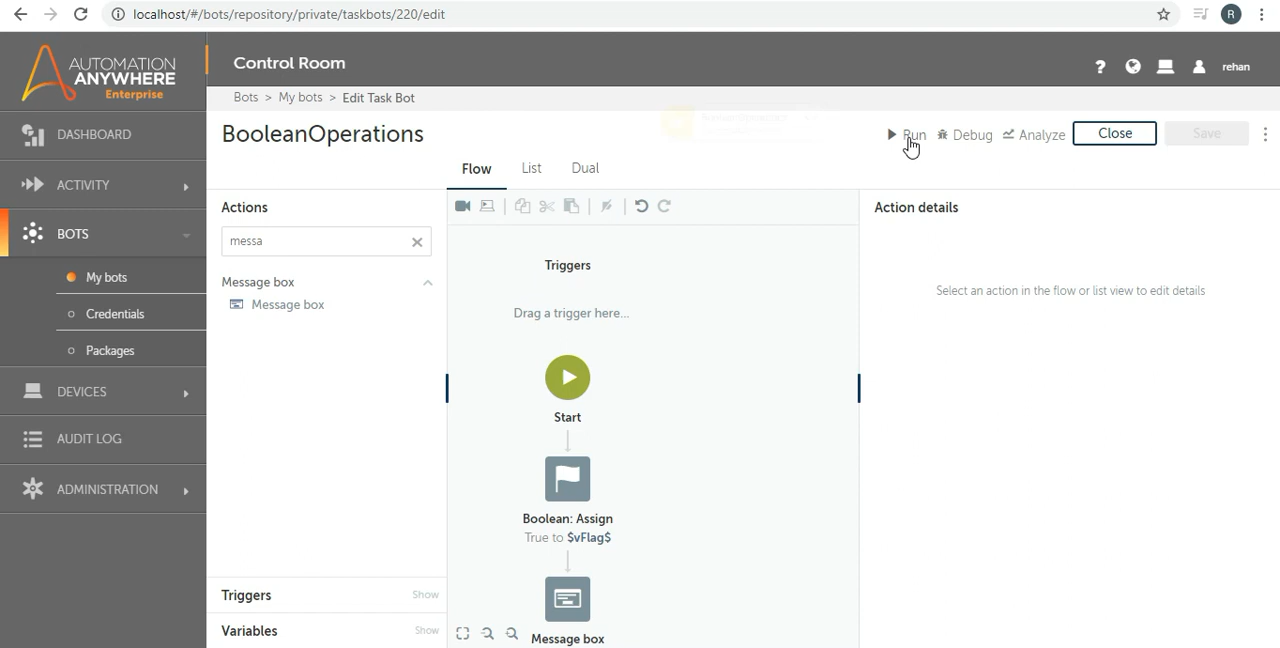 localhost/#/bots/repository/private/taskbots/220/edit
R
AUTOMATION
ANYWHERE
Enterprise
Control Room
?
rehan
Bots > My bots > Edit Task Bot
BooleanOperations
Run
Debug
Analyze
Close
Save
Flow
List
Dual
DASHBOARD
ACTIVITY
BOTS
My bots
Credentials
Packages
DEVICES
AUDIT LOG
ADMINISTRATION
Actions
messa
Message box
Message box
Triggers
Show
Variables
Show
Triggers
Drag a trigger here...
Start
Boolean: Assign
True to $vFlag$
Message box
Action details
Select an action in the flow or list view to edit details